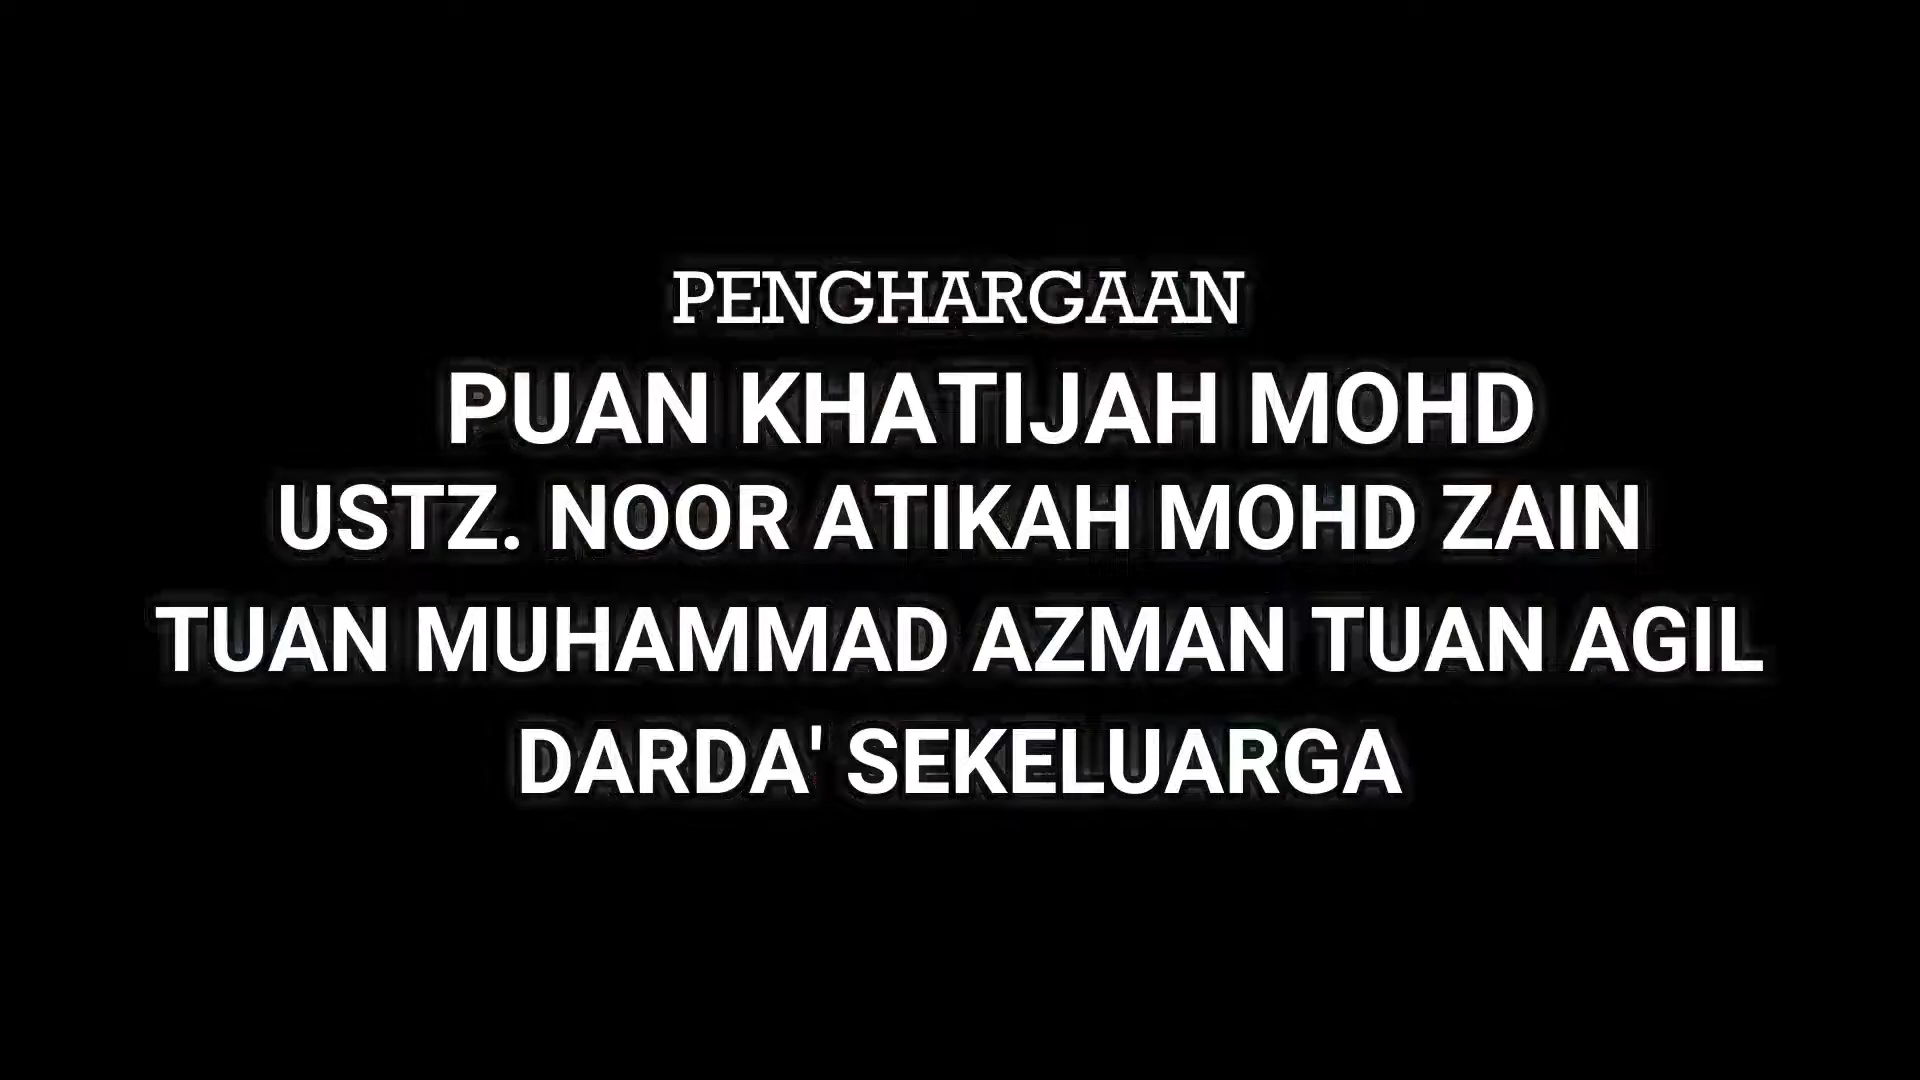 PENGHARGAAN
PUAN KHATIJAH MOHD
USTZ. NOOR ATIKAH MOHD ZAIN
TUAN MUHAMMAD AZMAN TUAN AGIL
DARDA' SEKELUARGA